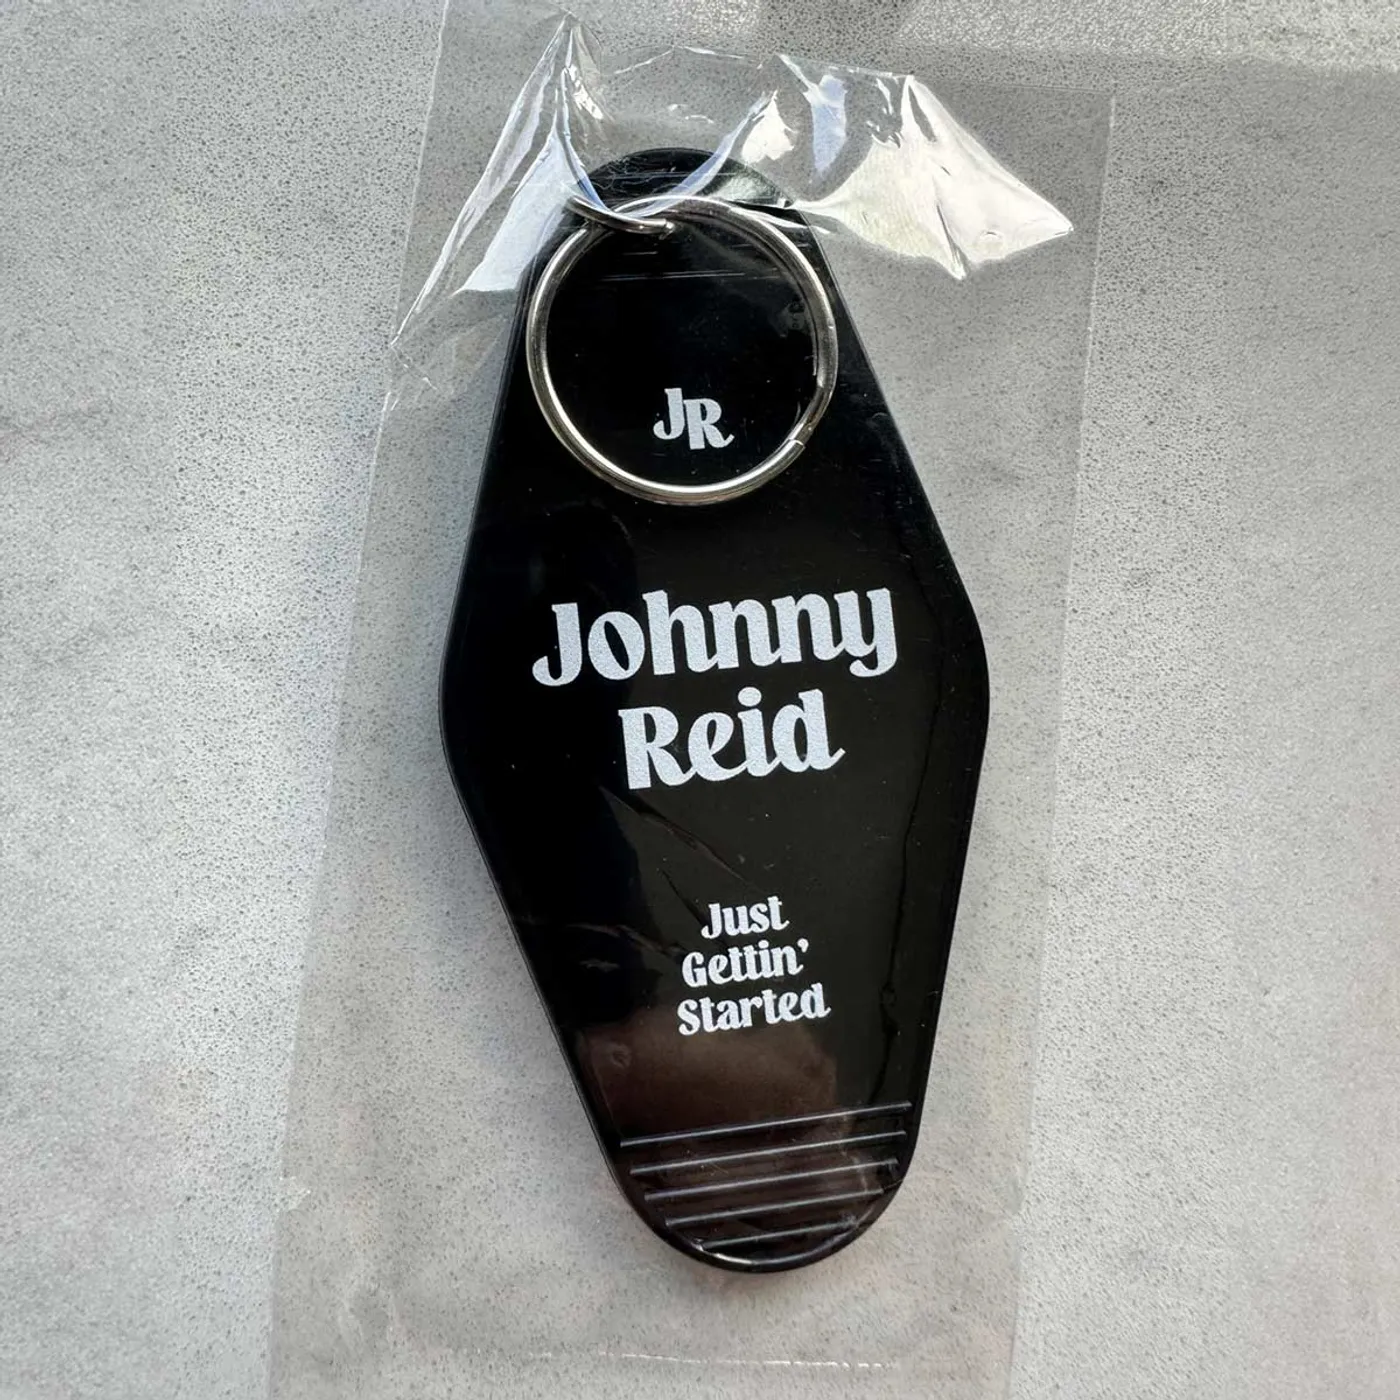 JR
Johnny
Reid
Just
Gettin'
Started